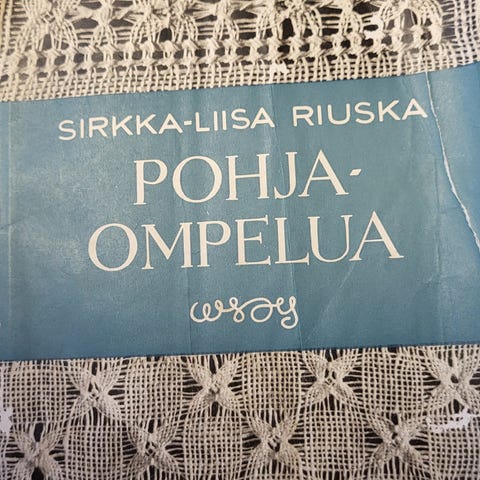 SIRKKA-LIISA RIUSKA
POHJA-
OMPELUA
wsoy